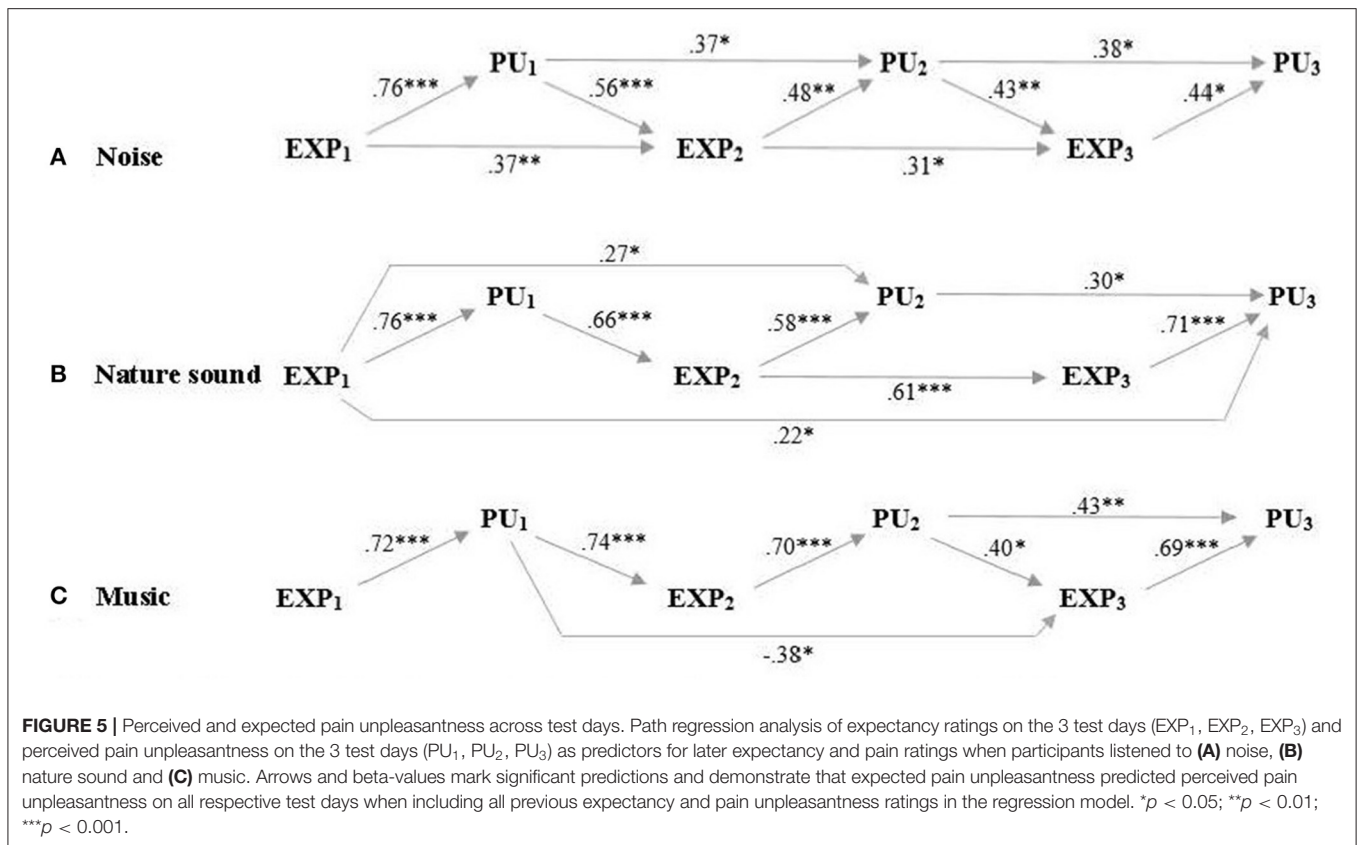 .37* .38*
PU₁ PU₂ PU₃
.76*** .56*** .48** .43** .44*
A Noise EXP₁ EXP₂ EXP₃
.37** .31*
.27*
PU₁ PU₂ .30* PU₃
.76*** .66*** .58*** .71***
B Nature sound EXP₁ EXP₂ EXP₃
.61***
.22*
PU₁ PU₂ .43** PU₃
.72*** .74*** .70*** .40* .69***
C Music EXP₁ EXP₂ EXP₃
-.38*
FIGURE 5 | Perceived and expected pain unpleasantness across test days. Path regression analysis of expectancy ratings on the 3 test days (EXP₁, EXP₂, EXP₃) and
perceived pain unpleasantness on the 3 test days (PU₁, PU₂, PU₃) as predictors for later expectancy and pain ratings when participants listened to (A) noise, (B)
nature sound and (C) music. Arrows and beta-values mark significant predictions and demonstrate that expected pain unpleasantness predicted perceived pain
unpleasantness on all respective test days when including all previous expectancy and pain unpleasantness ratings in the regression model. *p < 0.05; **p < 0.01;
***p < 0.001.